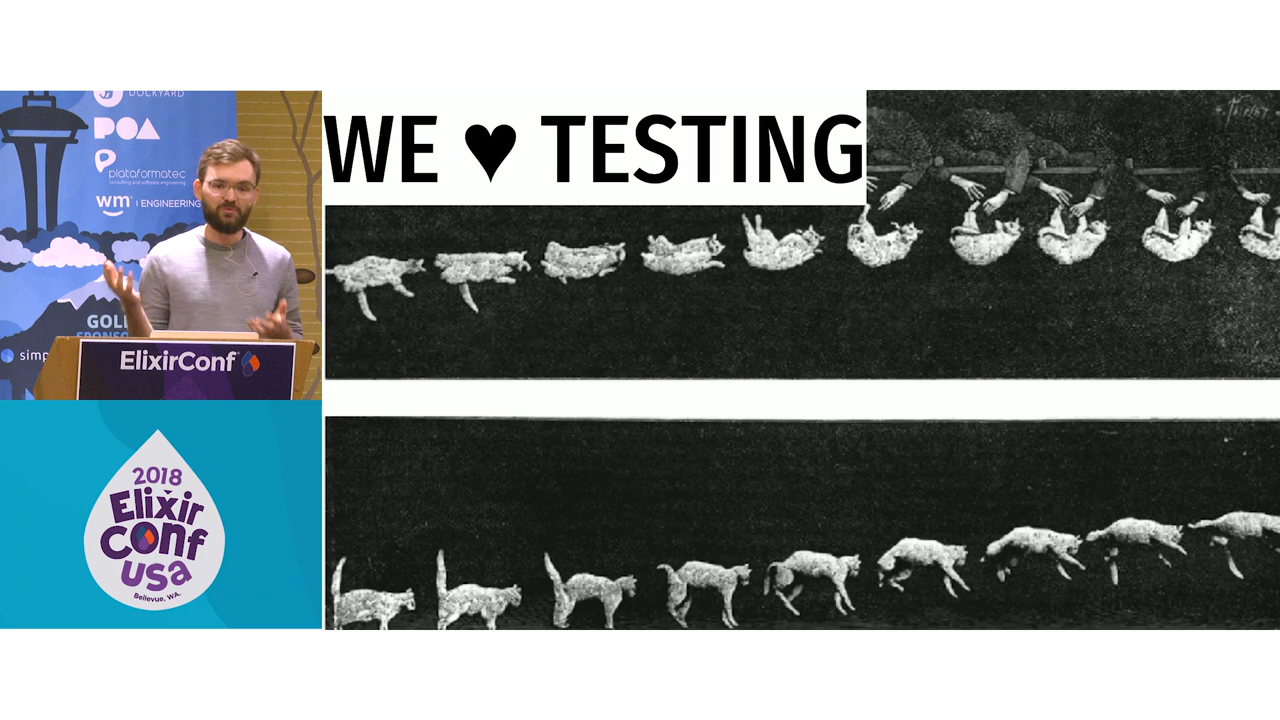 DOCKYARD
POA
plataformatec
consulting and software engineering
wm | ENGINEERING
GOL
SPONSO
simp
ElixirConf
WE ♥ TESTING
2018
Elixir
Conf
USA
Bellevue, WA.